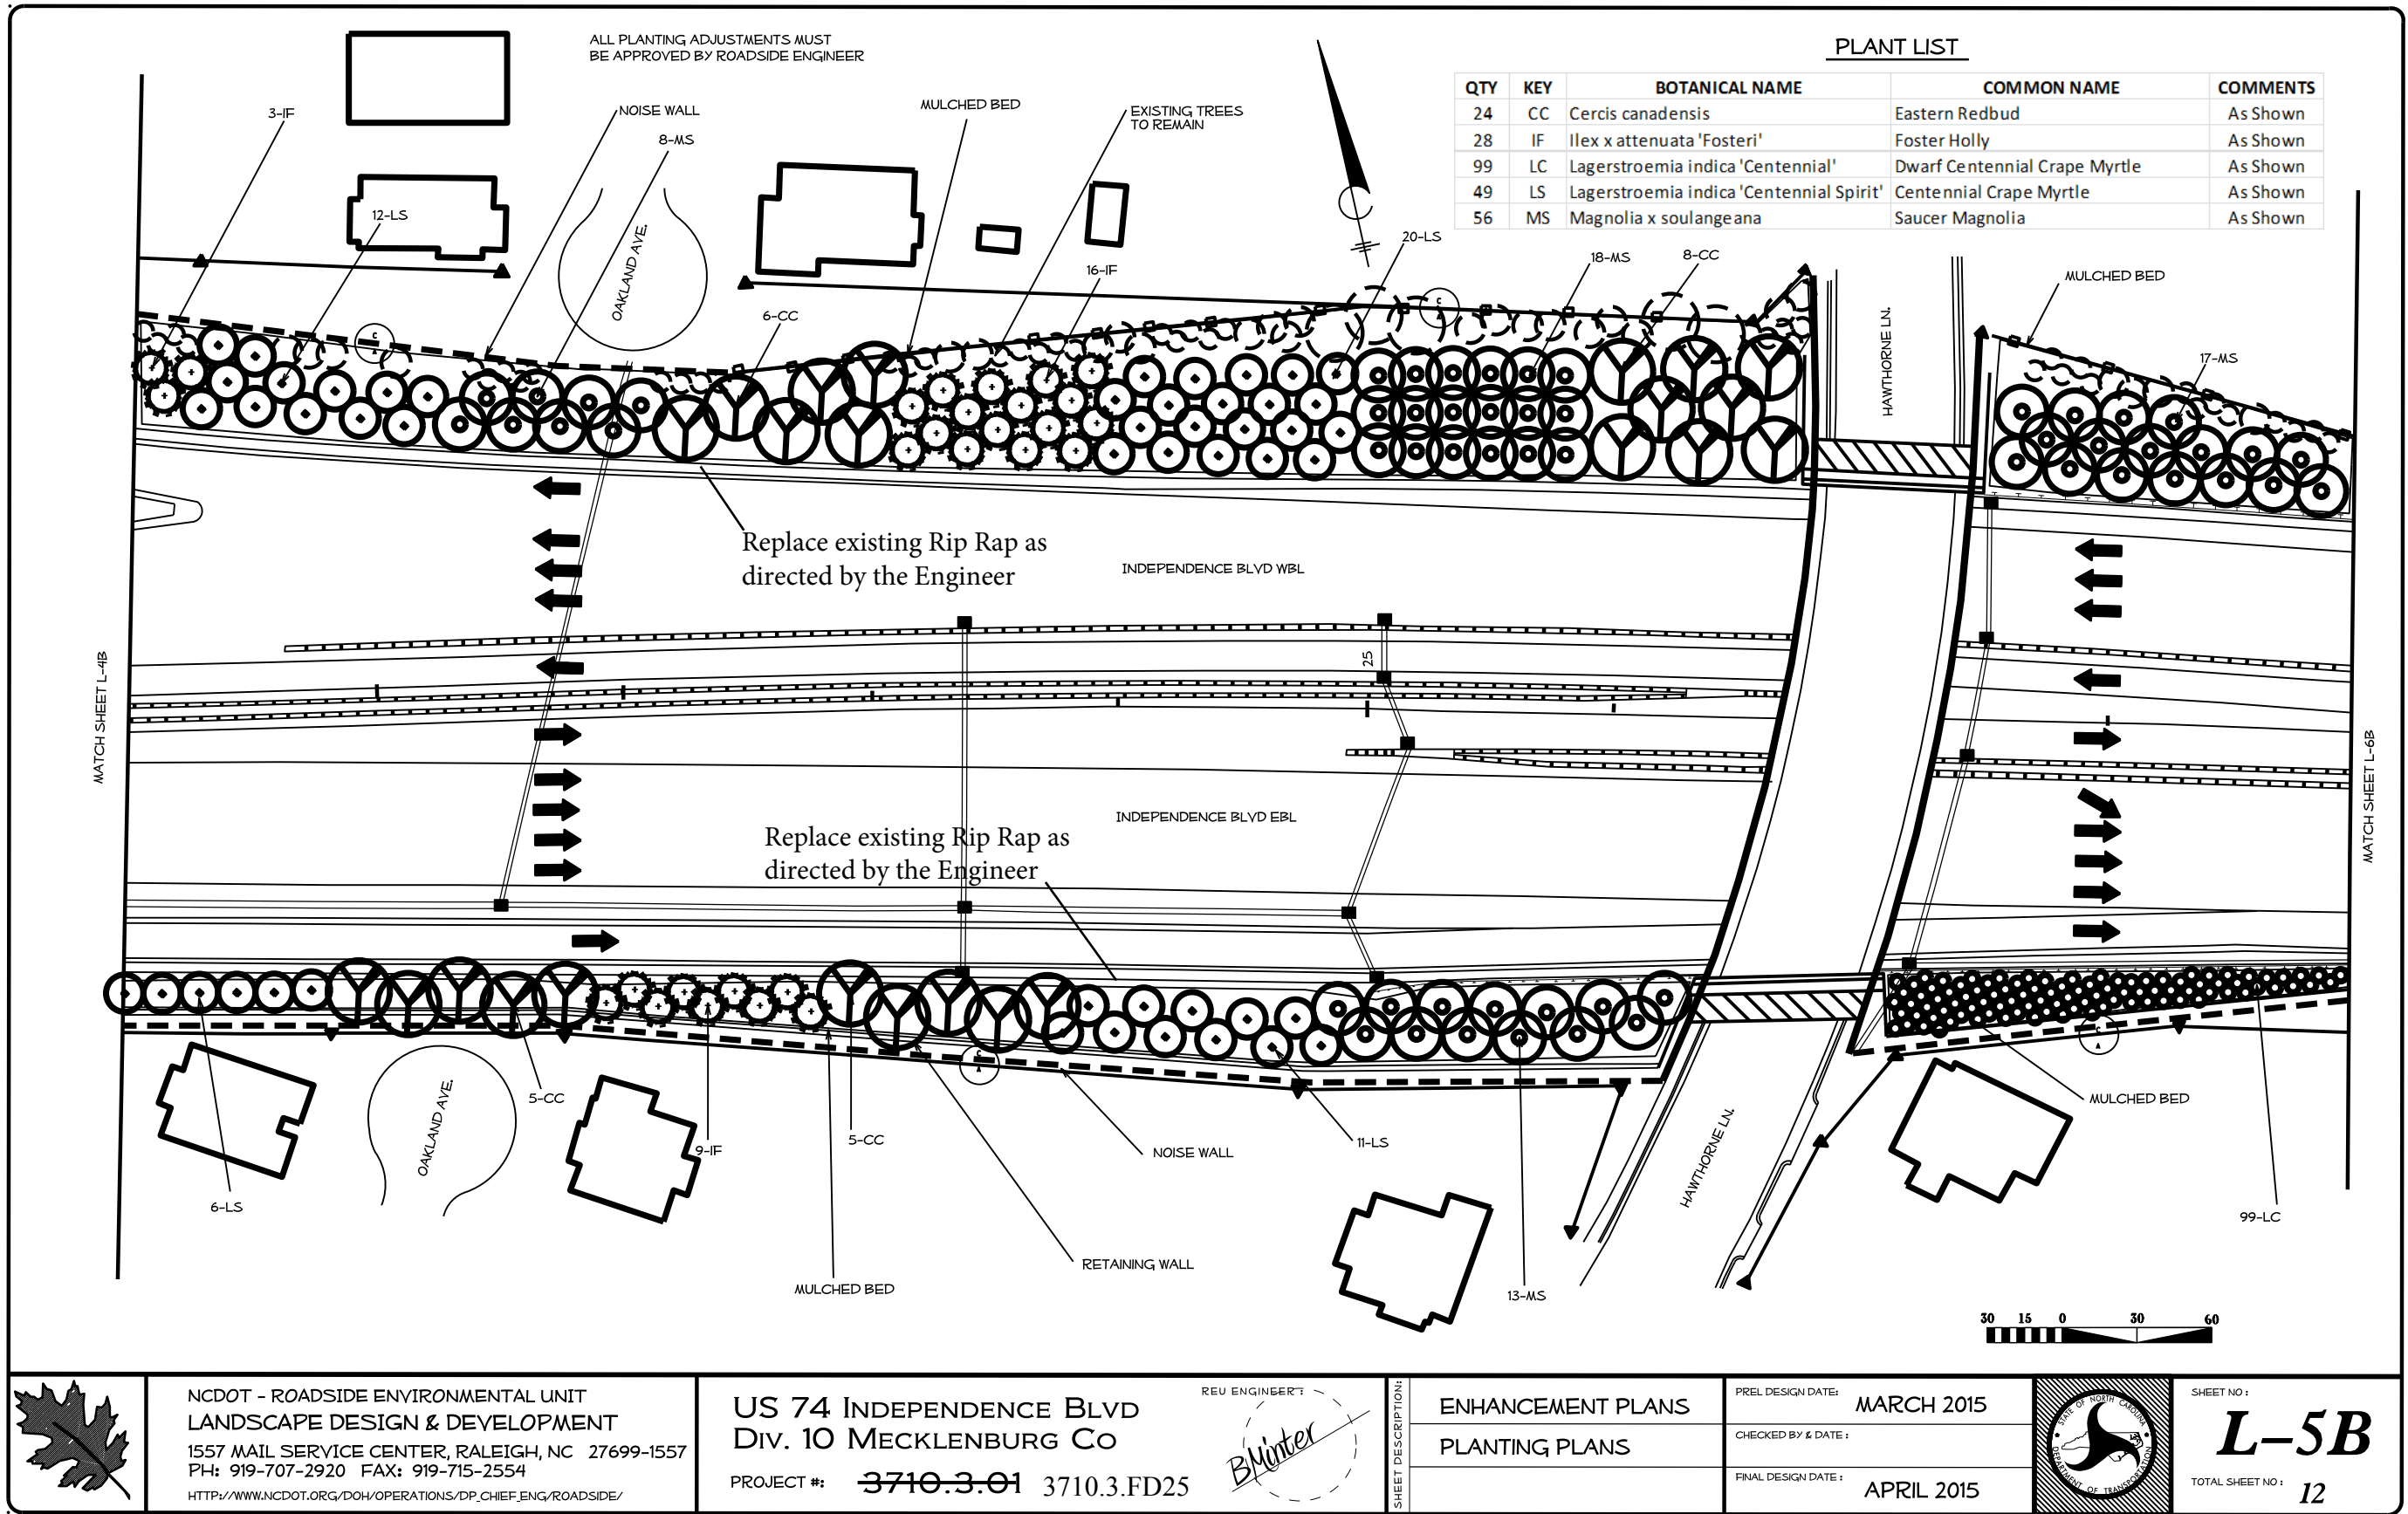 ALL PLANTING ADJUSTMENTS MUST
BE APPROVED BY ROADSIDE ENGINEER
PLANT LIST
QTY KEY BOTANICAL NAME COMMON NAME COMMENTS
24 CC Cercis canadensis Eastern Redbud As Shown
28 IF Ilex x attenuata 'Fosteri' Foster Holly As Shown
99 LC Lagerstroemia indica 'Centennial' Dwarf Centennial Crape Myrtle As Shown
49 LS Lagerstroemia indica 'Centennial Spirit' Centennial Crape Myrtle As Shown
56 MS Magnolia x soulangeana Saucer Magnolia As Shown
3-IF
NOISE WALL
8-MS
MULCHED BED
EXISTING TREES
TO REMAIN
12-LS
OAKLAND AVE.
6-CC
16-IF
20-LS
18-MS
8-CC
HAWTHORNE LN.
MULCHED BED
17-MS
C
C
Replace existing Rip Rap as
directed by the Engineer
INDEPENDENCE BLVD WBL
25
MATCH SHEET L-4B
MATCH SHEET L-6B
INDEPENDENCE BLVD EBL
Replace existing Rip Rap as
directed by the Engineer
C
C
6-LS
OAKLAND AVE.
5-CC
9-IF
5-CC
MULCHED BED
RETAINING WALL
NOISE WALL
11-LS
13-MS
HAWTHORNE LN.
MULCHED BED
99-LC
30 15 0 30 60
NCDOT - ROADSIDE ENVIRONMENTAL UNIT
LANDSCAPE DESIGN & DEVELOPMENT
1557 MAIL SERVICE CENTER, RALEIGH, NC 27699-1557
PH: 919-707-2920 FAX: 919-715-2554
HTTP://WWW.NCDOT.ORG/DOH/OPERATIONS/DP_CHIEF_ENG/ROADSIDE/
US 74 INDEPENDENCE BLVD
DIV. 10 MECKLENBURG CO
PROJECT #: 3710.3.01 3710.3.FD25
REU ENGINEER:
BMinter
SHEET DESCRIPTION:
ENHANCEMENT PLANS
PLANTING PLANS
PREL DESIGN DATE: MARCH 2015
CHECKED BY & DATE:
FINAL DESIGN DATE: APRIL 2015
STATE OF NORTH CAROLINA
DEPARTMENT OF TRANSPORTATION
SHEET NO:
L-5B
TOTAL SHEET NO: 12